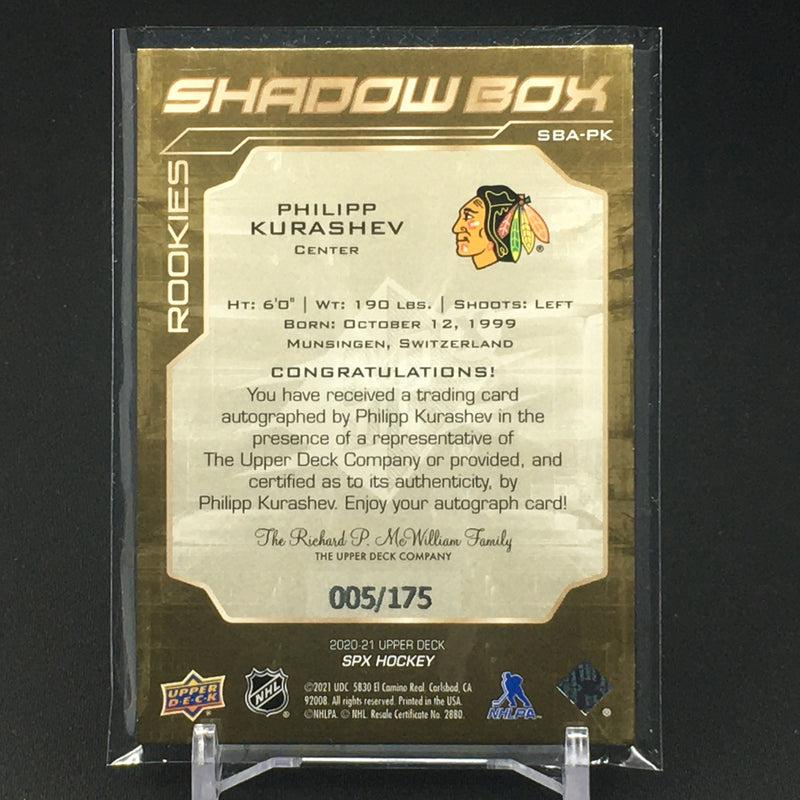 SHADOW BOX
SBA-PK
ROOKIES
PHILIPP
KURASHEV
CENTER
®
HT: 6'0" | WT: 190 LBS. | SHOOTS: LEFT
BORN: OCTOBER 12, 1999
MUNSINGEN, SWITZERLAND
CONGRATULATIONS!
You have received a trading card
autographed by Philipp Kurashev in the
presence of a representative of
The Upper Deck Company or provided, and
certified as to its authenticity, by
Philipp Kurashev. Enjoy your autograph card!
The Richard P. McWilliam Family
THE UPPER DECK COMPANY
005/175
2020-21 UPPER DECK
SPX HOCKEY
UPPER
D·E·C·K
®
NHL
®
©2021 UDC 5830 El Camino Real. Carlsbad, CA
92008. All rights reserved. Printed in the USA.
©NHLPA. © NHL. Resale Certificate No. 2880.
NHLPA™
®